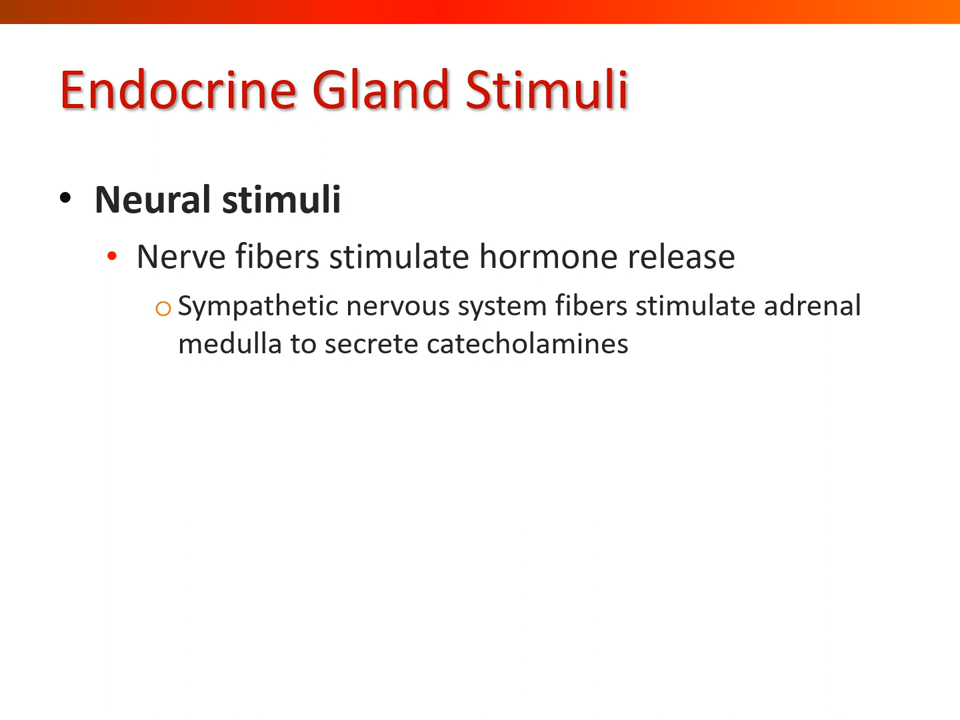 Endocrine Gland Stimuli
• Neural stimuli
• Nerve fibers stimulate hormone release
o Sympathetic nervous system fibers stimulate adrenal
medulla to secrete catecholamines